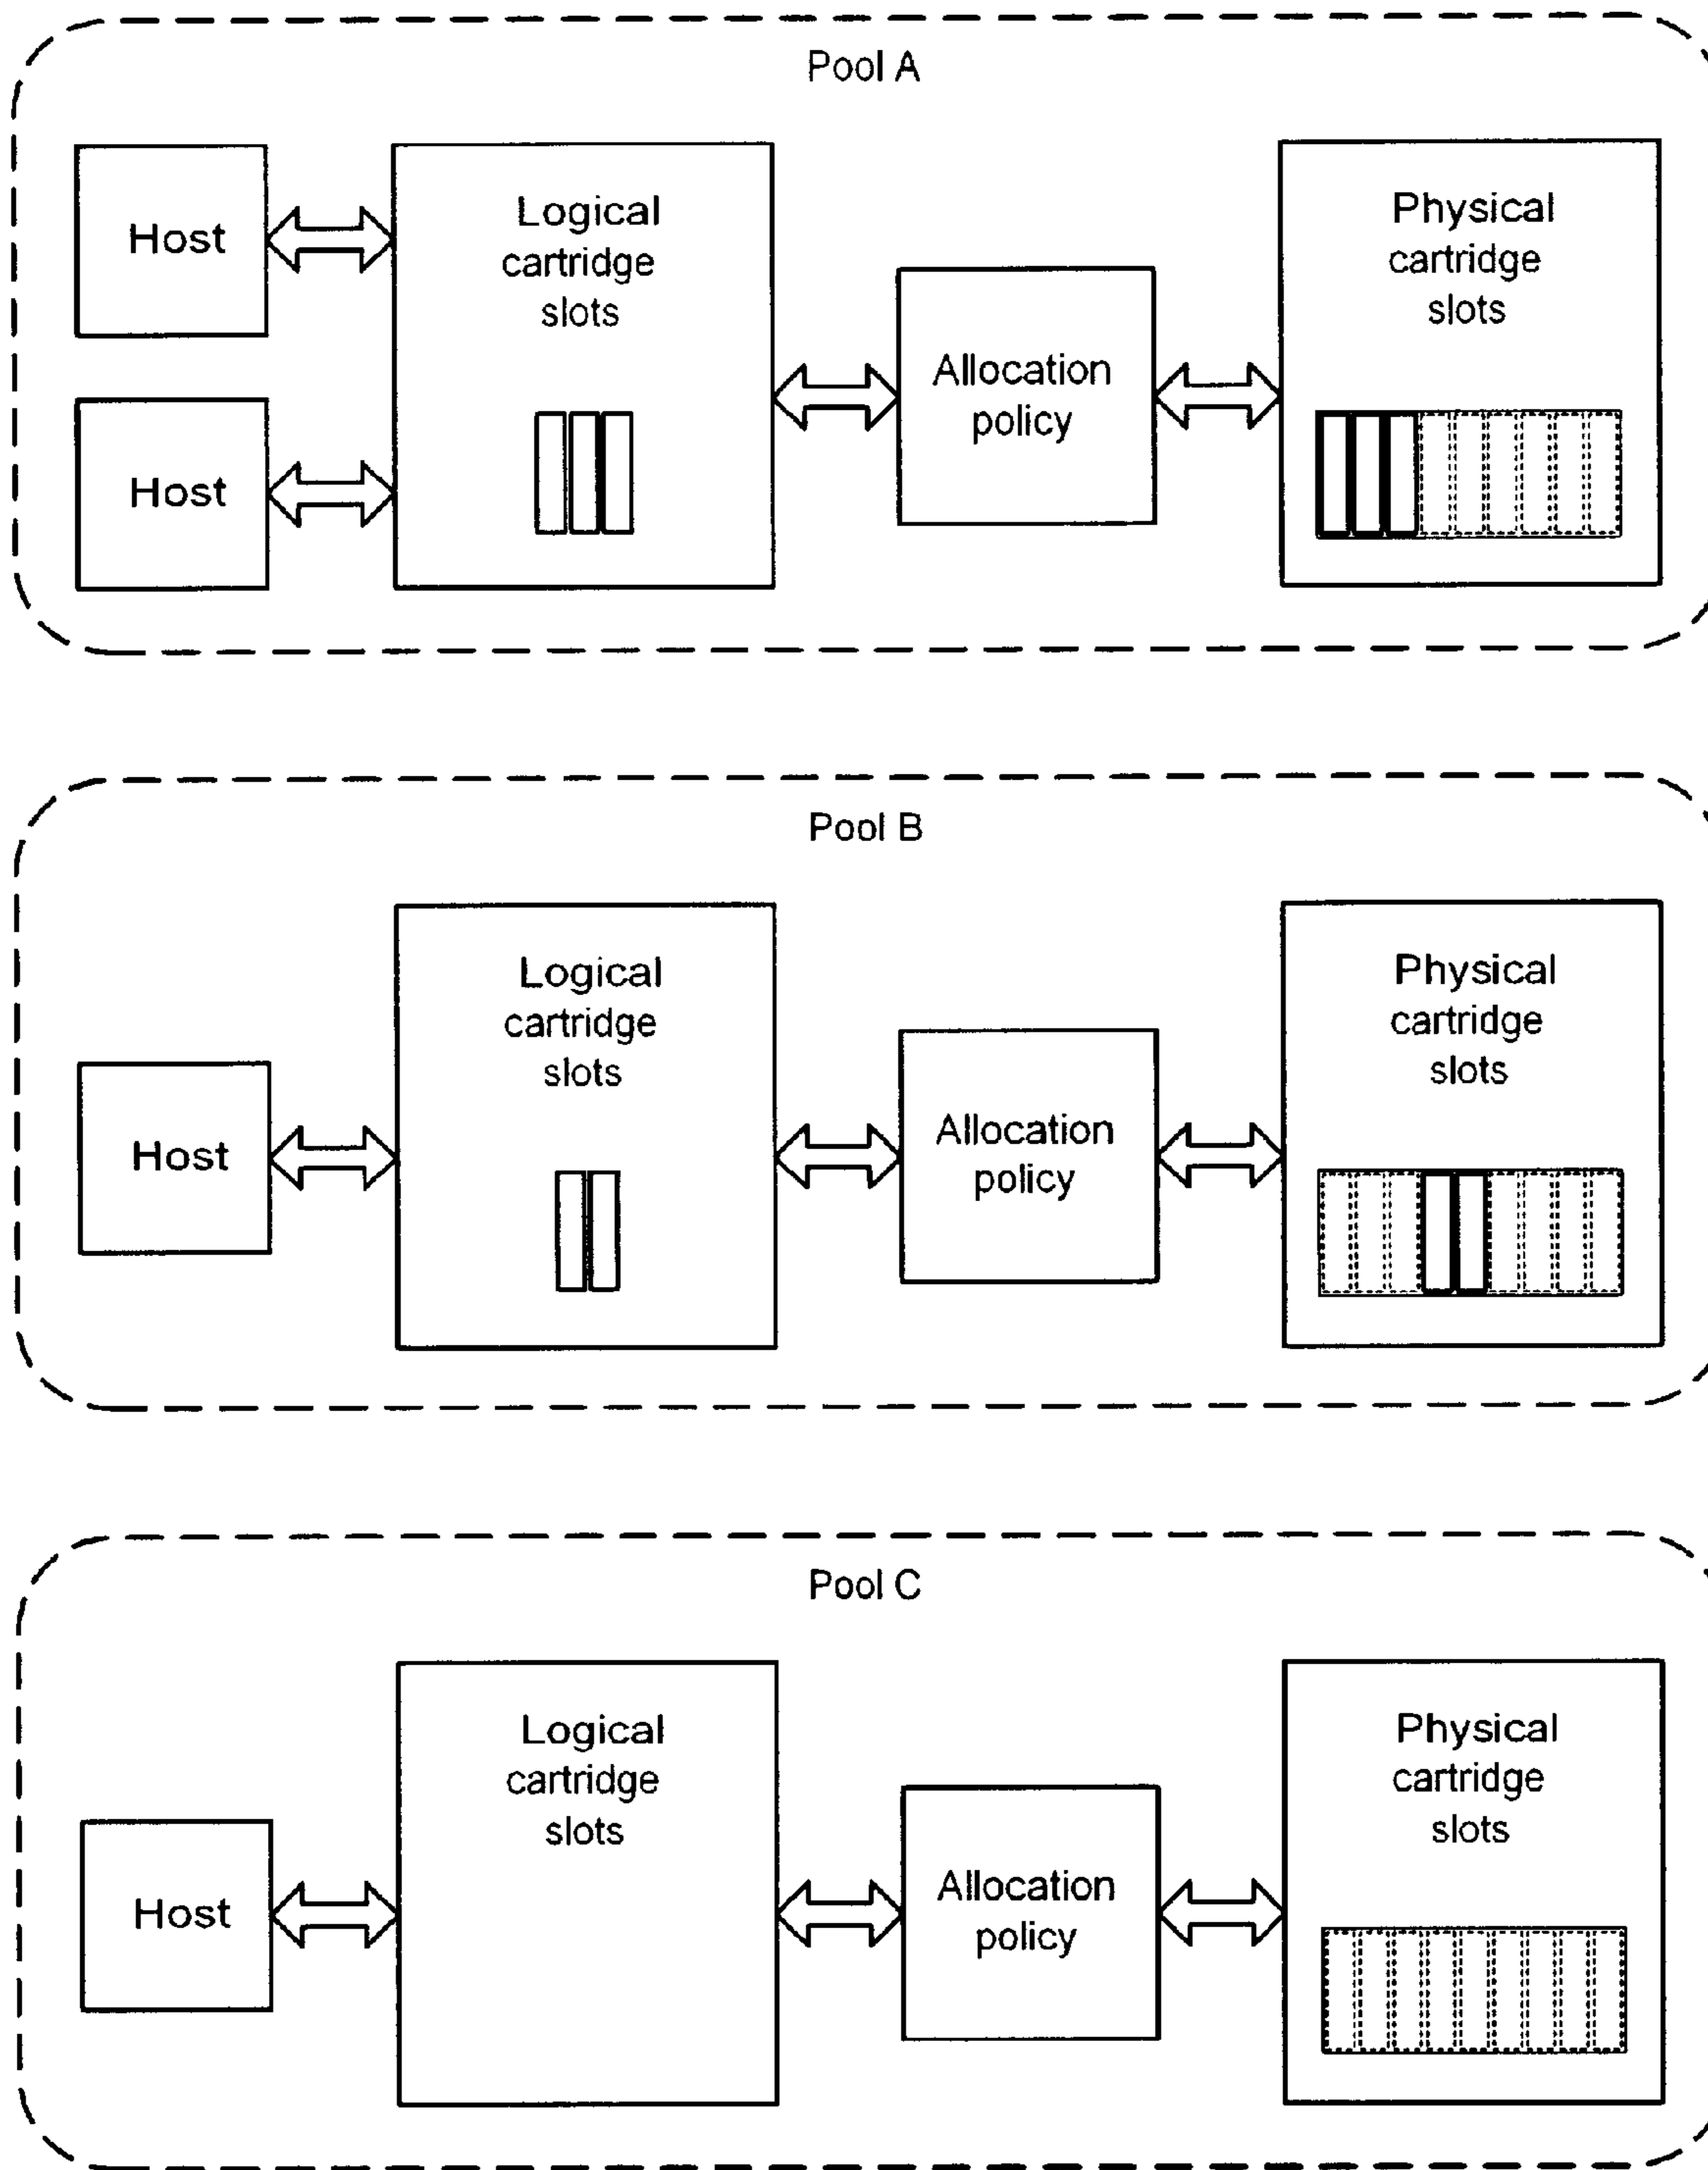 Pool A
Host
Host
Logical
cartridge
slots
Allocation
policy
Physical
cartridge
slots
Pool B
Host
Logical
cartridge
slots
Allocation
policy
Physical
cartridge
slots
Pool C
Host
Logical
cartridge
slots
Allocation
policy
Physical
cartridge
slots